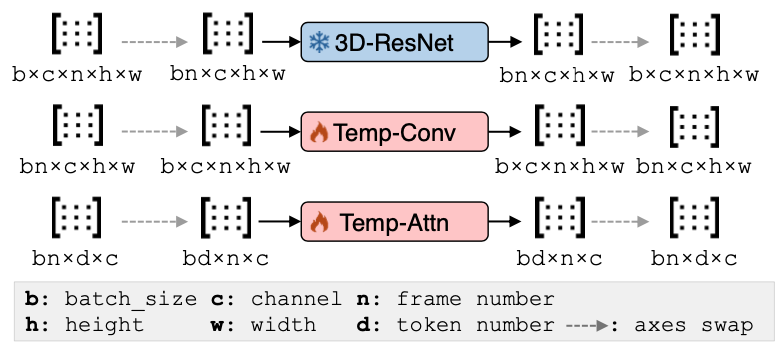 3D-ResNet
b×c×n×h×w bn×c×h×w bn×c×h×w b×c×n×h×w
Temp-Conv
bn×c×h×w b×c×n×h×w b×c×n×h×w bn×c×h×w
Temp-Attn
bn×d×c bd×n×c bd×n×c bn×d×c
b: batch_size c: channel n: frame number
h: height w: width d: token number : axes swap